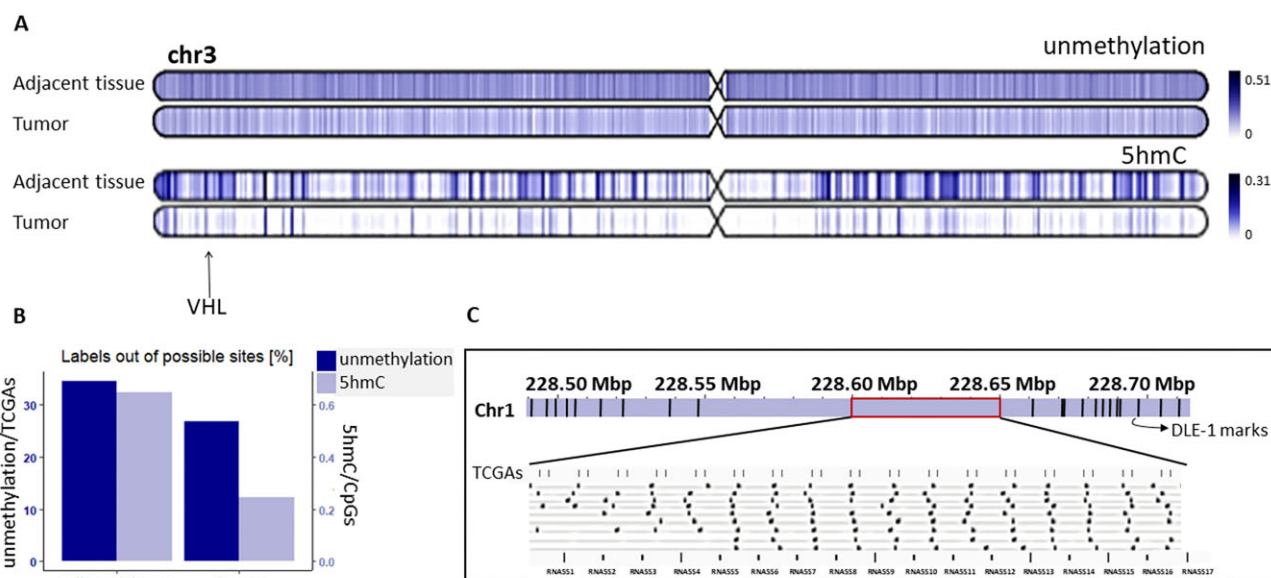 A
chr3
unmethylation
Adjacent tissue
0.51
Tumor
0
5hmC
Adjacent tissue
0.31
Tumor
0
VHL
B
Labels out of possible sites [%]
unmethylation
5hmC
unmethylation/TCGAs
30
20
10
0
0.6
0.4
0.2
0.0
5hmC/CpGs
C
228.50 Mbp 228.55 Mbp 228.60 Mbp 228.65 Mbp 228.70 Mbp
Chr1
DLE-1 marks
TCGAs
RNA5S1 RNA5S2 RNA5S3 RNA5S4 RNA5S5 RNA5S6 RNA5S7 RNA5S8 RNA5S9 RNA5S10 RNA5S11 RNA5S12 RNA5S13 RNA5S14 RNA5S15 RNA5S16 RNA5S17